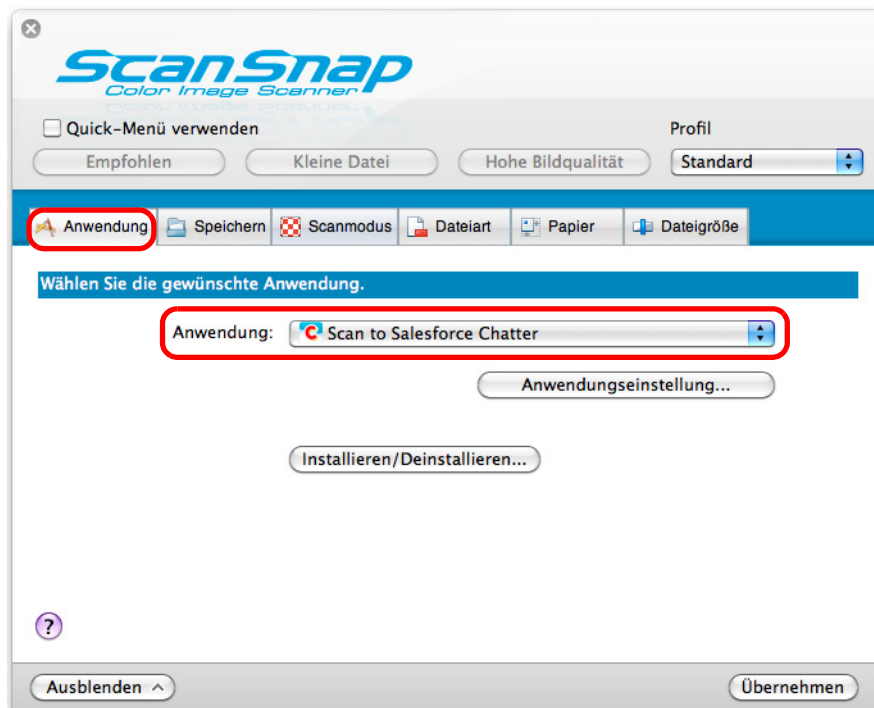 ScanSnap
Color Image Scanner
Quick-Menü verwenden
Profil
Empfohlen
Kleine Datei
Hohe Bildqualität
Standard
Anwendung
Speichern
Scanmodus
Dateiart
Papier
Dateigröße
Wählen Sie die gewünschte Anwendung.
Anwendung:
C Scan to Salesforce Chatter
Anwendungseinstellung...
Installieren/Deinstallieren...
?
Ausblenden
Übernehmen